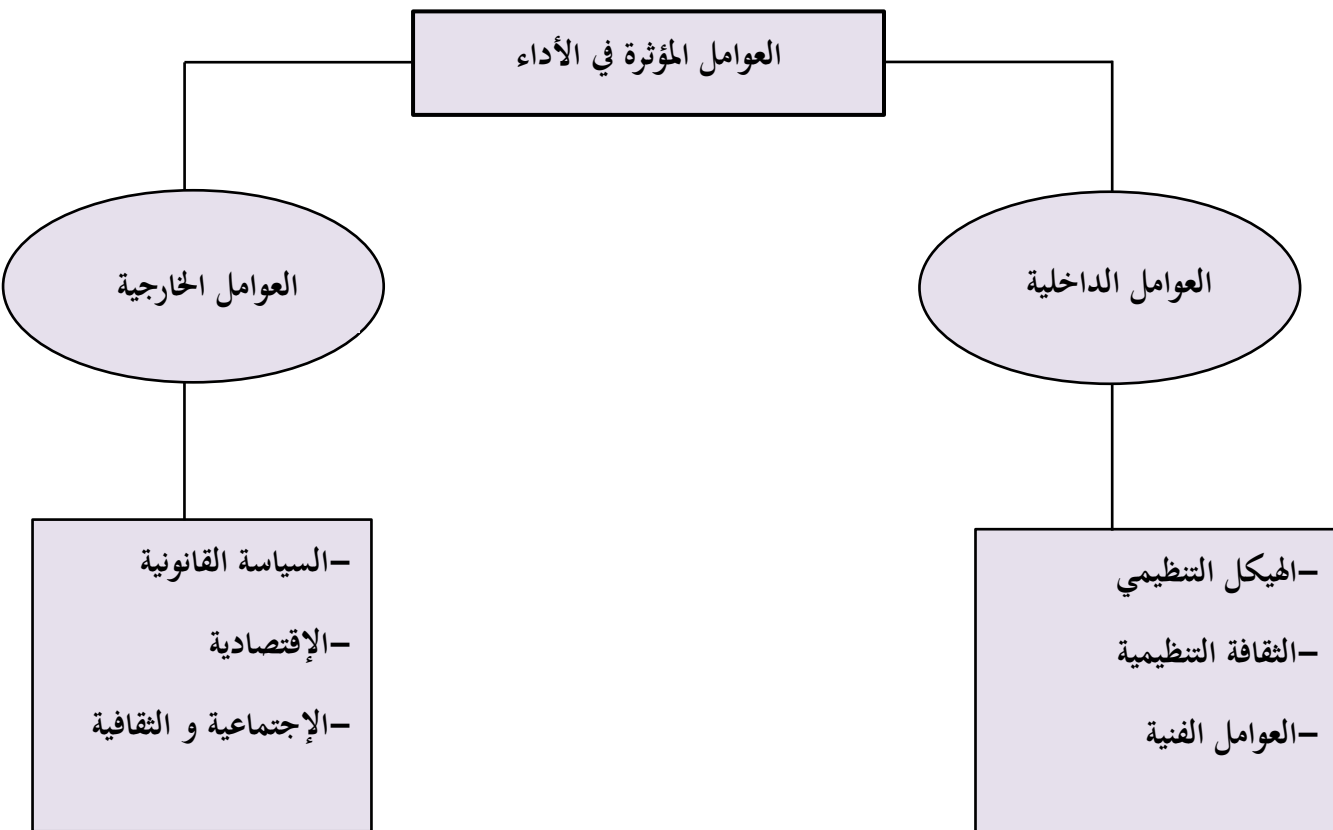 العوامل المؤثرة في الأداء
العوامل الداخلية
العوامل الخارجية
–الهيكل التنظيمي
–الثقافة التنظيمية
–العوامل الفنية
–السياسة القانونية
–الإقتصادية
–الإجتماعية و الثقافية